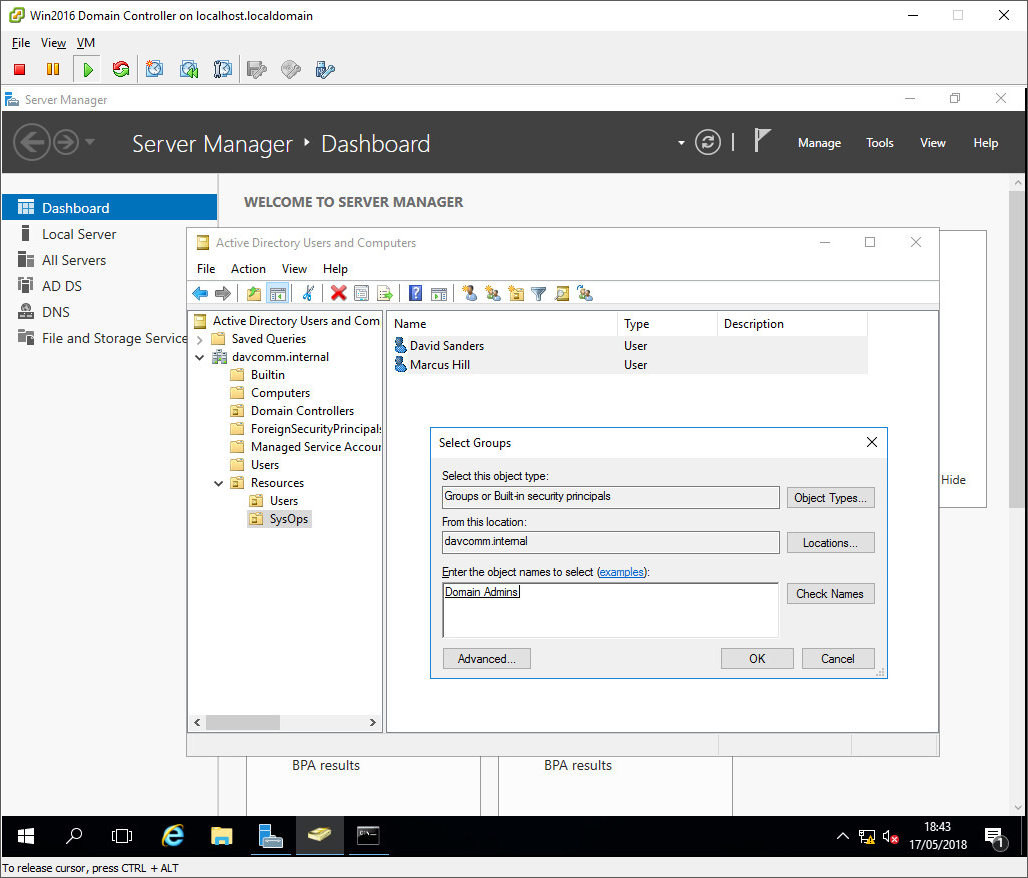 Win2016 Domain Controller on localhost.localdomain
File View VM
Server Manager
Server Manager Dashboard
Manage Tools View Help
Dashboard
Local Server
All Servers
AD DS
DNS
File and Storage Service
WELCOME TO SERVER MANAGER
Active Directory Users and Computers
File Action View Help
Active Directory Users and Com
Saved Queries
davcomm.internal
Builtin
Computers
Domain Controllers
ForeignSecurityPrincipals
Managed Service Accour
Users
Resources
Users
SysOps
Name Type Description
David Sanders User
Marcus Hill User
Select Groups
Select this object type:
Groups or Built-in security principals
Object Types...
From this location:
davcomm.internal
Locations...
Enter the object names to select (examples):
Domain Admins
Check Names
Advanced...
OK
Cancel
Hide
BPA results
BPA results
18:43
17/05/2018
1
To release cursor, press CTRL + ALT